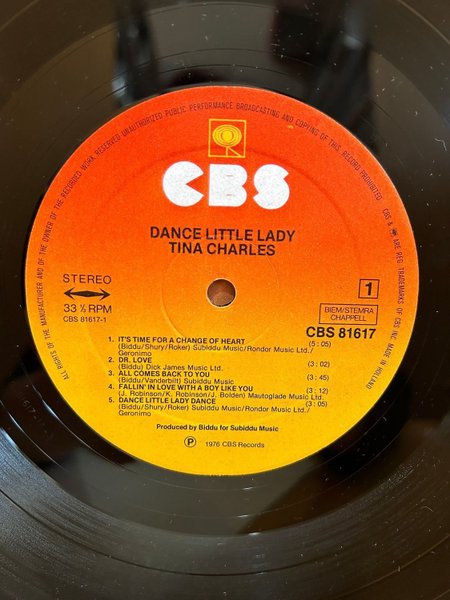 ALL RIGHTS OF THE MANUFACTURER AND OF THE OWNER OF THE RECORDED WORK RESERVED UNAUTHORIZED PUBLIC PERFORMANCE BROADCASTING AND COPYING OF THIS RECORD PROHIBITED. CBS & ARE REG. TRADEMARKS OF CBS INC. MADE IN HOLLAND
CBS
DANCE LITTLE LADY
TINA CHARLES
STEREO
33 ⅓ RPM
CBS 81617-1
1
BIEM/STEMRA
CHAPPELL
CBS 81617
1. IT'S TIME FOR A CHANGE OF HEART (5:05)
(Biddu/Shury/Roker) Subiddu Music/Rondor Music Ltd./
Geronimo
2. DR. LOVE (3:02)
(Biddu) Dick James Music Ltd.
3. ALL COMES BACK TO YOU (3:45)
(Biddu/Vanderbilt) Subiddu Music
4. FALLIN' IN LOVE WITH A BOY LIKE YOU (3:12)
(J. Robinson/K. Robinson/J. Bolden) Mautoglade Music Ltd.
5. DANCE LITTLE LADY DANCE (3:05)
(Biddu/Shury/Roker) Subiddu Music/Rondor Music Ltd./
Geronimo
Produced by Biddu for Subiddu Music
Ⓟ 1976 CBS Records